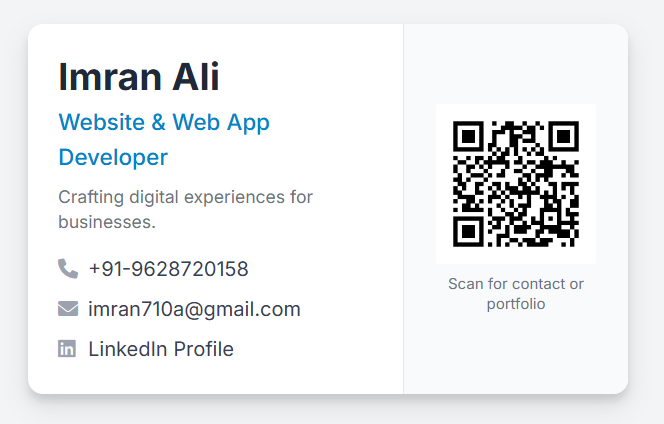 Imran Ali
Website & Web App
Developer
Crafting digital experiences for
businesses.
+91-9628720158
imran710a@gmail.com
LinkedIn Profile
Scan for contact or
portfolio